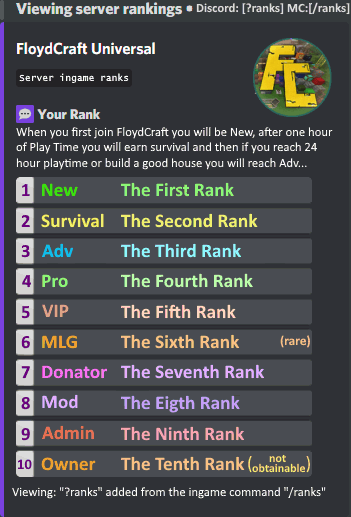 Viewing server rankings • Discord: [?ranks] MC:[/ranks]
FloydCraft Universal
FC
Server ingame ranks
Your Rank
When you first join FloydCraft you will be New, after one hour
of Play Time you will earn survival and then if you reach 24
hour playtime or build a good house you will reach Adv...
1 New The First Rank
2 Survival The Second Rank
3 Adv The Third Rank
4 Pro The Fourth Rank
5 VIP The Fifth Rank
6 MLG The Sixth Rank (rare)
7 Donator The Seventh Rank
8 Mod The Eigth Rank
9 Admin The Ninth Rank
10 Owner The Tenth Rank (not obtainable)
Viewing: "?ranks" added from the ingame command "/ranks"